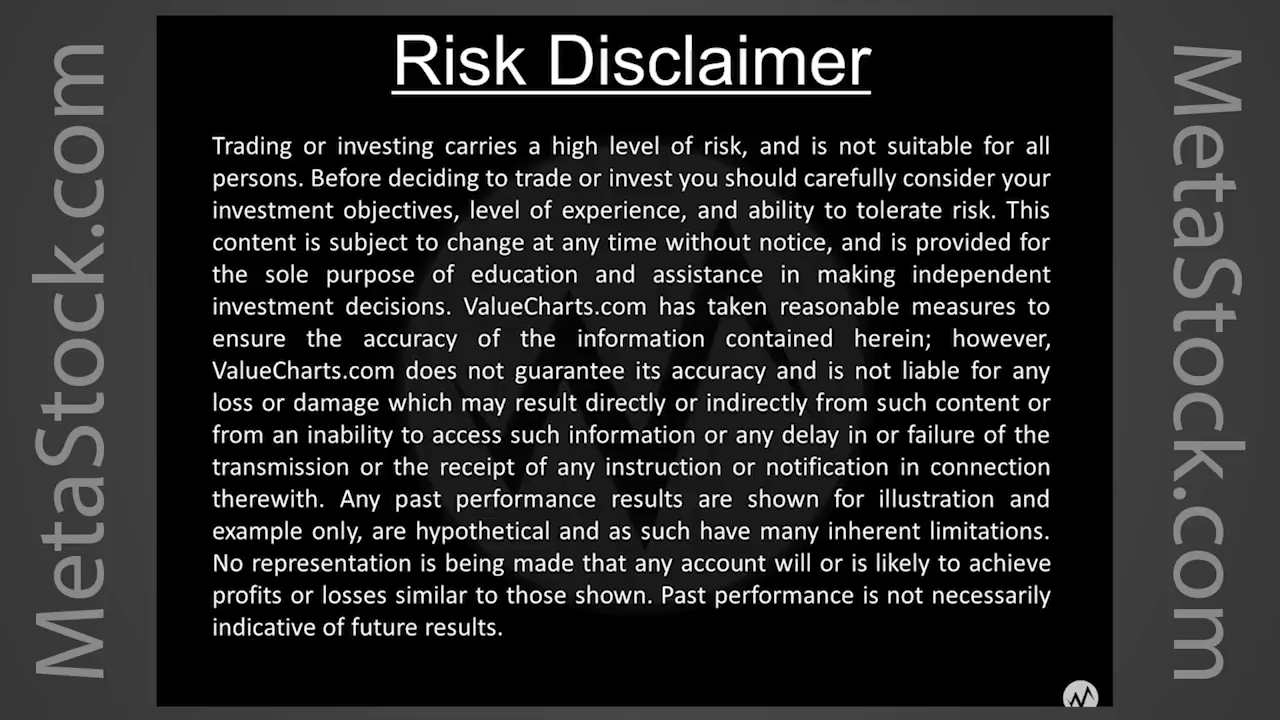 Risk Disclaimer
Trading or investing carries a high level of risk, and is not suitable for all
persons. Before deciding to trade or invest you should carefully consider your
investment objectives, level of experience, and ability to tolerate risk. This
content is subject to change at any time without notice, and is provided for
the sole purpose of education and assistance in making independent
investment decisions. ValueCharts.com has taken reasonable measures to
ensure the accuracy of the information contained herein; however,
ValueCharts.com does not guarantee its accuracy and is not liable for any
loss or damage which may result directly or indirectly from such content or
from an inability to access such information or any delay in or failure of the
transmission or the receipt of any instruction or notification in connection
therewith. Any past performance results are shown for illustration and
example only, are hypothetical and as such have many inherent limitations.
No representation is being made that any account will or is likely to achieve
profits or losses similar to those shown. Past performance is not necessarily
indicative of future results.
MetaStock.com
MetaStock.com